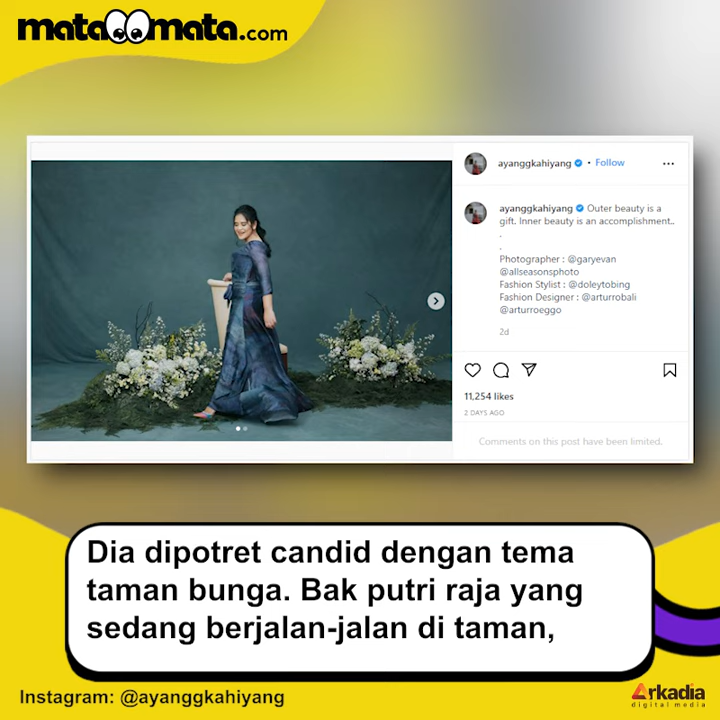 mata mata.com
ayanggkahiyang • Follow ...
ayanggkahiyang Outer beauty is a
gift. Inner beauty is an accomplishment..
.
.
Photographer : @garyevan
@allseasonsphoto
Fashion Stylist : @doleytobing
Fashion Designer : @arturrobali
@arturroeggo
2d
11,254 likes
2 DAYS AGO
Comments on this post have been limited.
Dia dipotret candid dengan tema
taman bunga. Bak putri raja yang
sedang berjalan-jalan di taman,
Instagram: @ayanggkahiyang
Arkadia
digital media